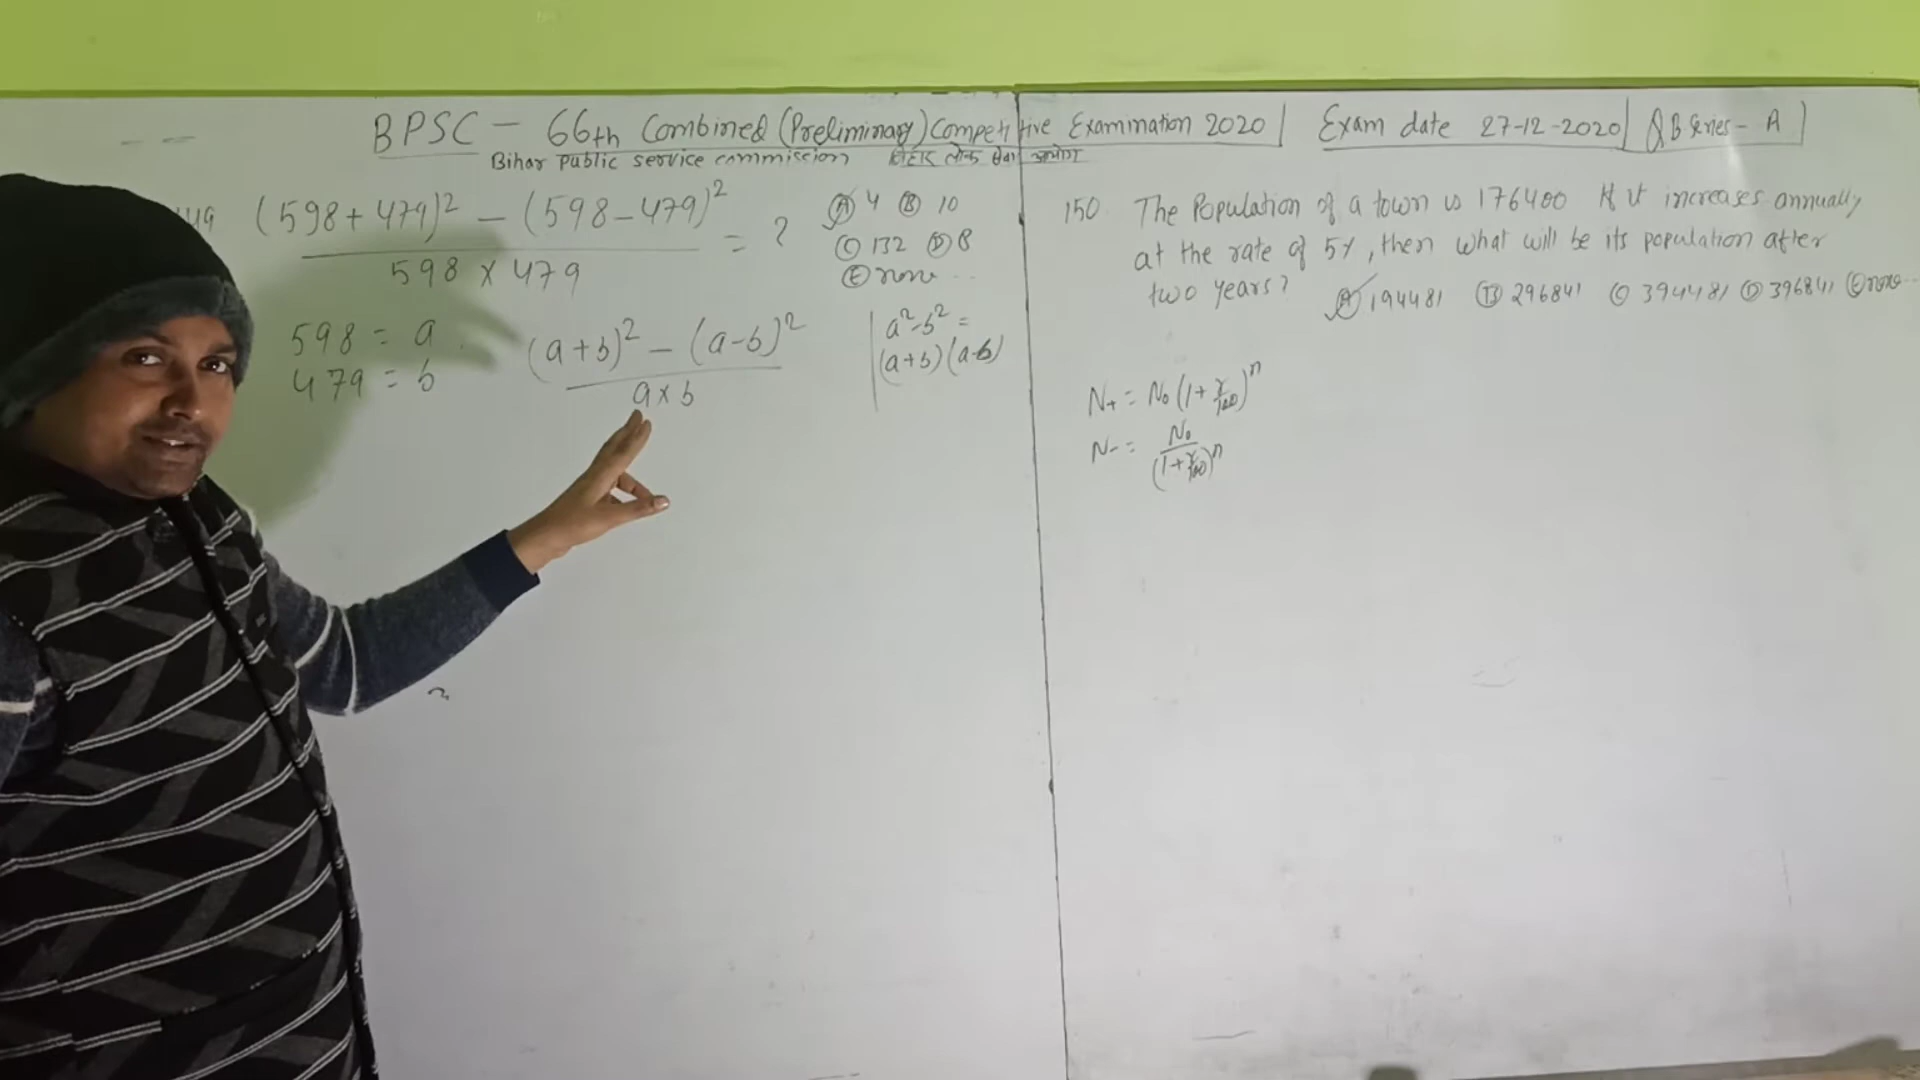 BPSC - 66th Combined (Preliminary) Competitive Examination 2020 | Exam date 27-12-2020 | QB Series - A |
Bihar Public service commission बिहार लोक सेवा आयोग
(598+479)² - (598-479)² / 598 × 479 = ?
(A) 4 (B) 10
(C) 132 (D) 8
(E) none...
598 = a
479 = b
(a+b)² - (a-b)² / a×b
a²-b² =
(a+b)(a-b)
150. The Population of a town is 176400 If it increases annually
at the rate of 5%, then what will be its population after
two years? (A) 194481 (B) 296841 (C) 394481 (D) 396841 (E) none...
N+ = N₀(1+r/100)ⁿ
N- = N₀/(1+r/100)ⁿ